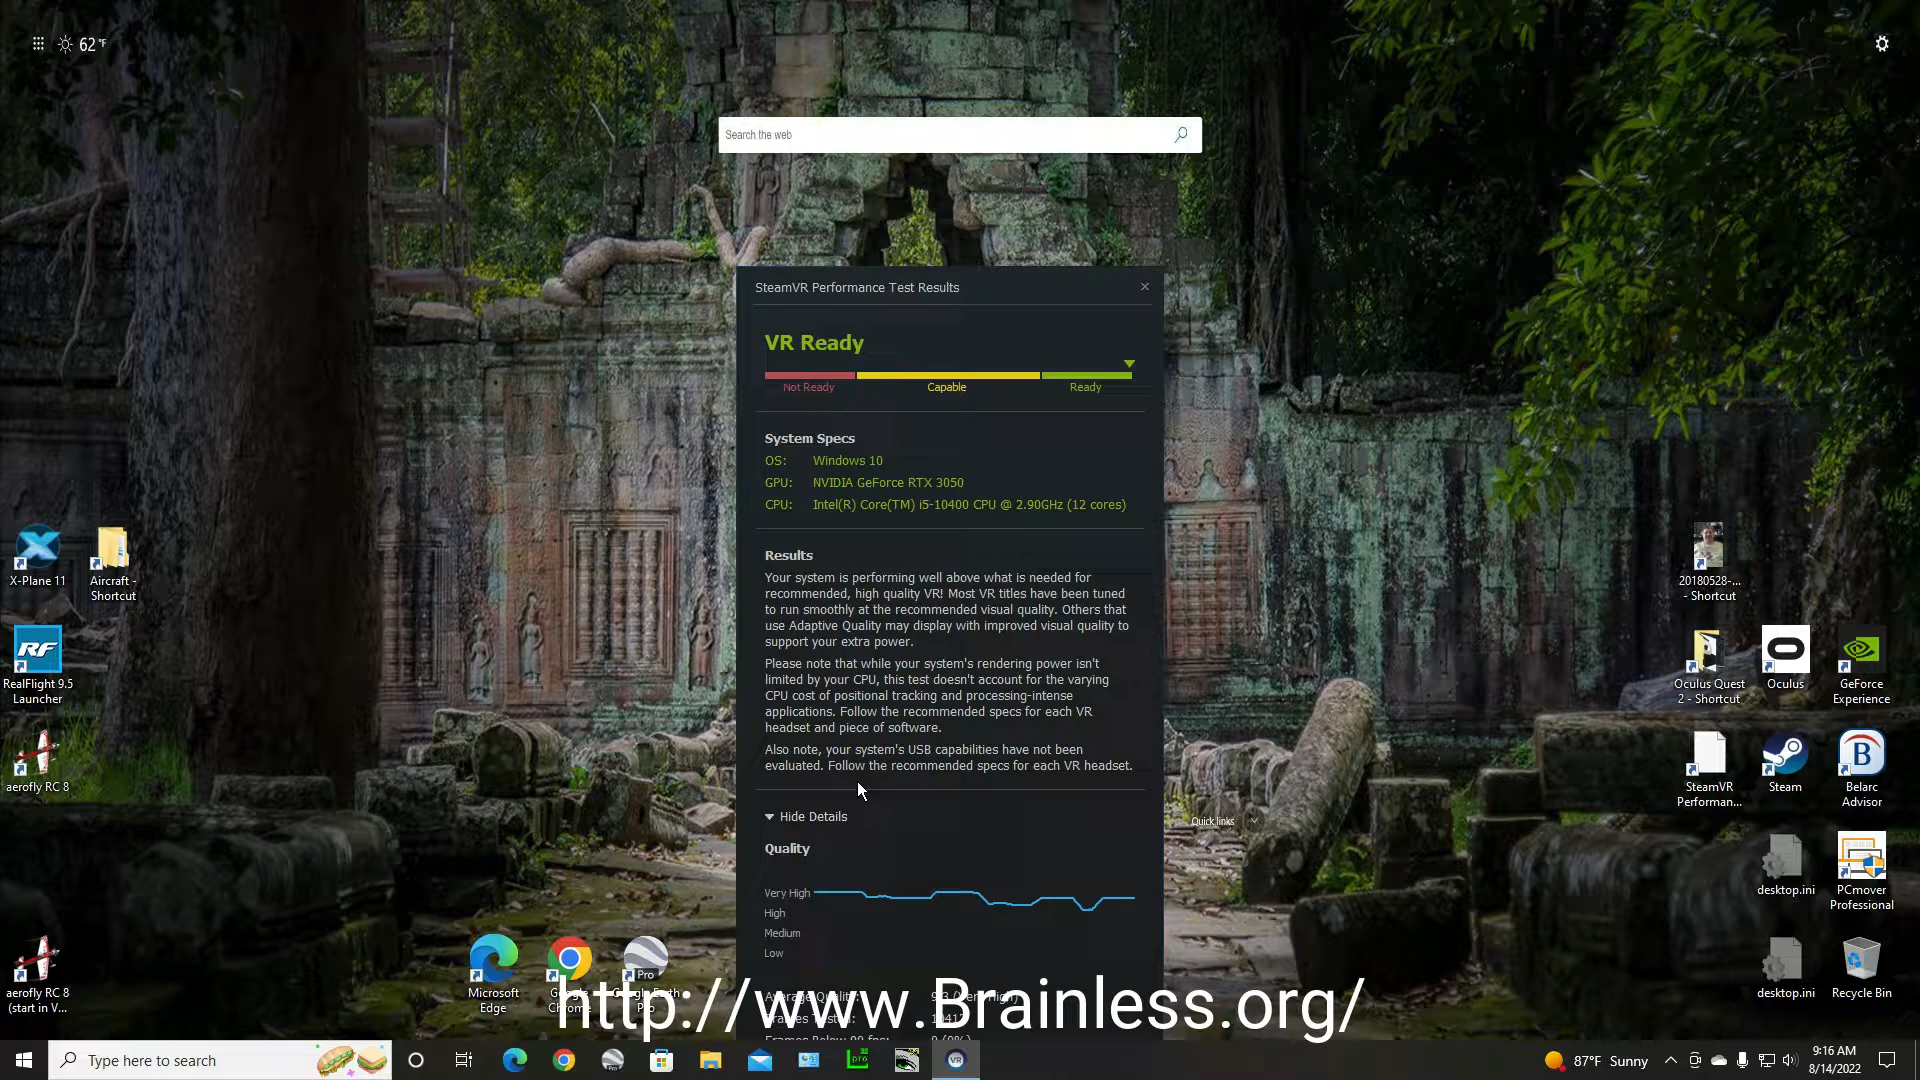 62 °F
Search the web
SteamVR Performance Test Results
VR Ready
Not Ready
Capable
Ready
System Specs
OS: Windows 10
GPU: NVIDIA GeForce RTX 3050
CPU: Intel(R) Core(TM) i5-10400 CPU @ 2.90GHz (12 cores)
Results
Your system is performing well above what is needed for
recommended, high quality VR! Most VR titles have been tuned
to run smoothly at the recommended visual quality. Others that
use Adaptive Quality may display with improved visual quality to
support your extra power.
Please note that while your system's rendering power isn't
limited by your CPU, this test doesn't account for the varying
CPU cost of positional tracking and processing-intense
applications. Follow the recommended specs for each VR
headset and piece of software.
Also note, your system's USB capabilities have not been
evaluated. Follow the recommended specs for each VR headset.
Hide Details
Quality
Very High
High
Medium
Low
Quick links
X-Plane 11
Aircraft -
Shortcut
RF
RealFlight 9.5
Launcher
aerofly RC 8
aerofly RC 8
(start in V...
Microsoft
Edge
Google
Chrome
Pro
Google Earth
Pro
20180528-...
- Shortcut
Oculus Quest
2 - Shortcut
Oculus
GeForce
Experience
SteamVR
Performan...
Steam
B
Belarc
Advisor
desktop.ini
PCmover
Professional
desktop.ini
Recycle Bin
http://www.Brainless.org/
Type here to search
pro
VR
87°F Sunny
9:16 AM
8/14/2022